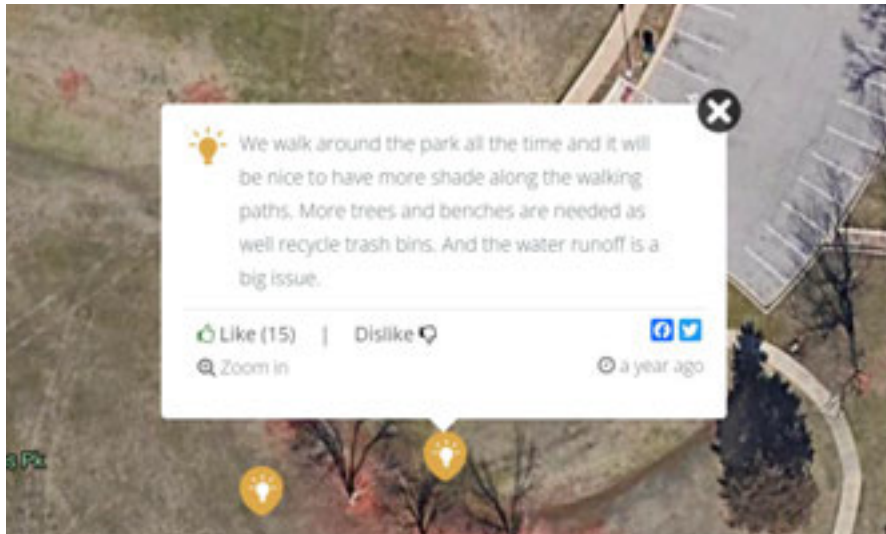 We walk around the park all the time and it will
be nice to have more shade along the walking
paths. More trees and benches are needed as
well recycle trash bins. And the water runoff is a
big issue.
Like (15) | Dislike
Zoom in
a year ago
s Pk